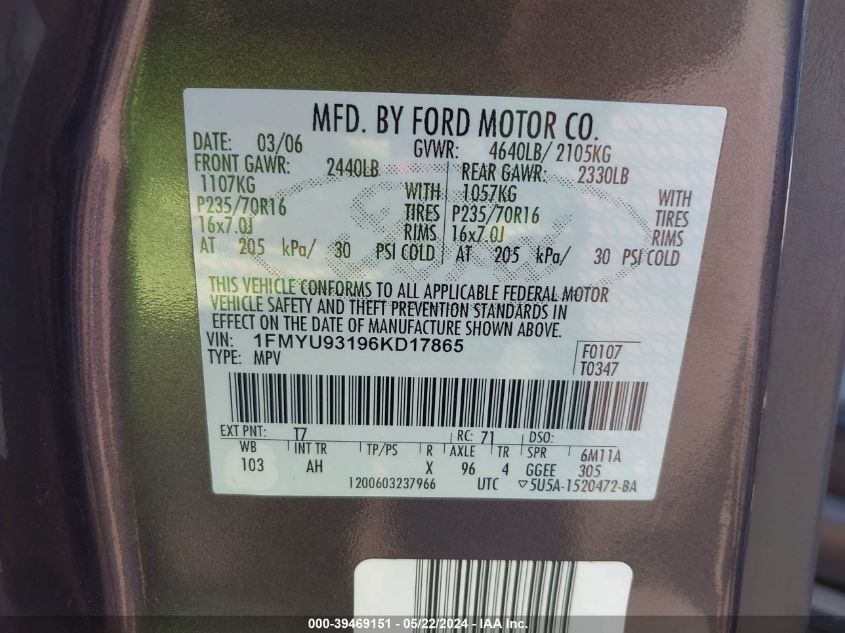 MFD. BY FORD MOTOR CO.
DATE: 03/06 GVWR: 4640LB/ 2105KG
FRONT GAWR: 2440LB REAR GAWR: 2330LB
1107KG WITH 1057KG WITH
P235/70R16 TIRES P235/70R16 TIRES
16x7.0J RIMS 16x7.0J RIMS
AT 205 kPa/ 30 PSI COLD AT 205 kPa/ 30 PSI COLD
THIS VEHICLE CONFORMS TO ALL APPLICABLE FEDERAL MOTOR
VEHICLE SAFETY AND THEFT PREVENTION STANDARDS IN
EFFECT ON THE DATE OF MANUFACTURE SHOWN ABOVE.
VIN: 1FMYU93196KD17865 F0107
TYPE: MPV T0347
EXT PNT: T7 RC: 71 DSO:
WB INT TR TP/PS R AXLE TR SPR 6M11A
103 AH X 96 4 GGEE 305
1200603237966 UTC ▽5U5A-1520472-BA
000-39469151 - 05/22/2024 - IAA Inc.